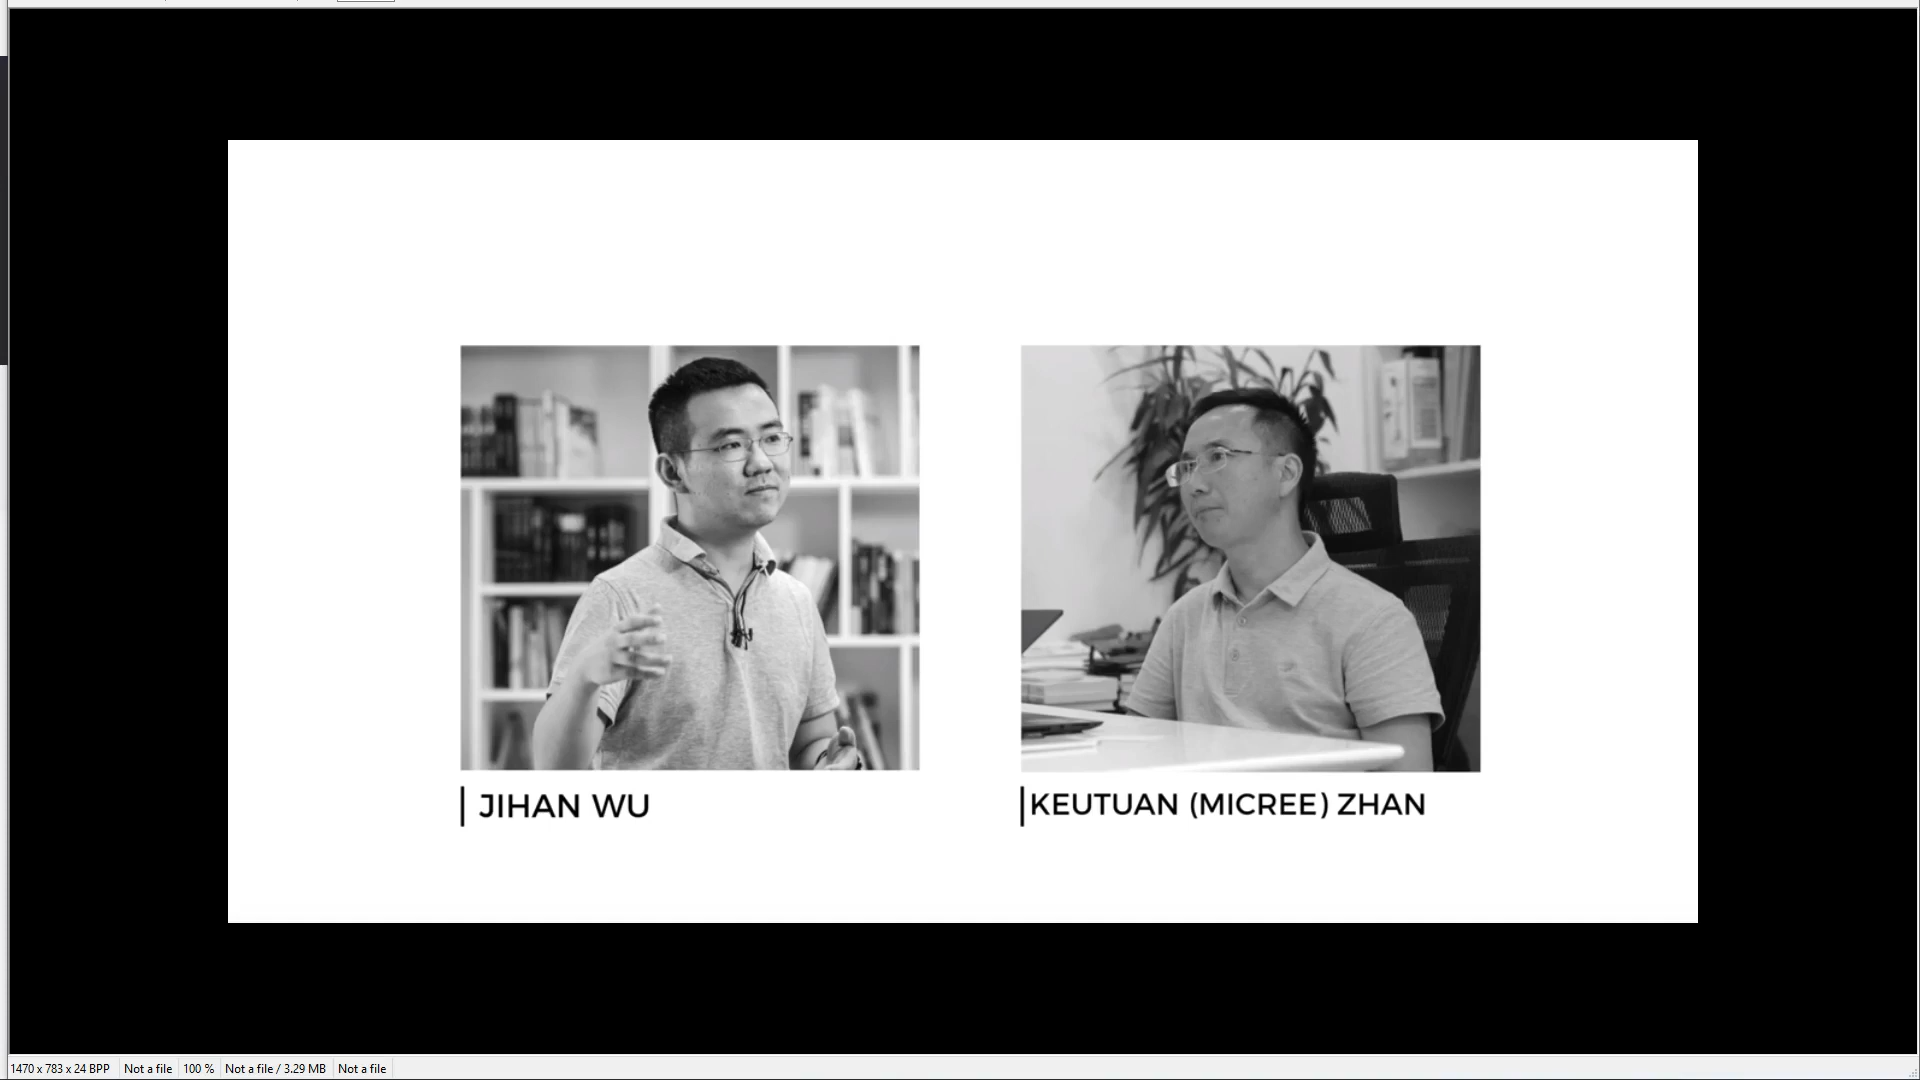 JIHAN WU
KEUTUAN (MICREE) ZHAN
1470 x 783 x 24 BPP Not a file 100 % Not a file / 3.29 MB Not a file